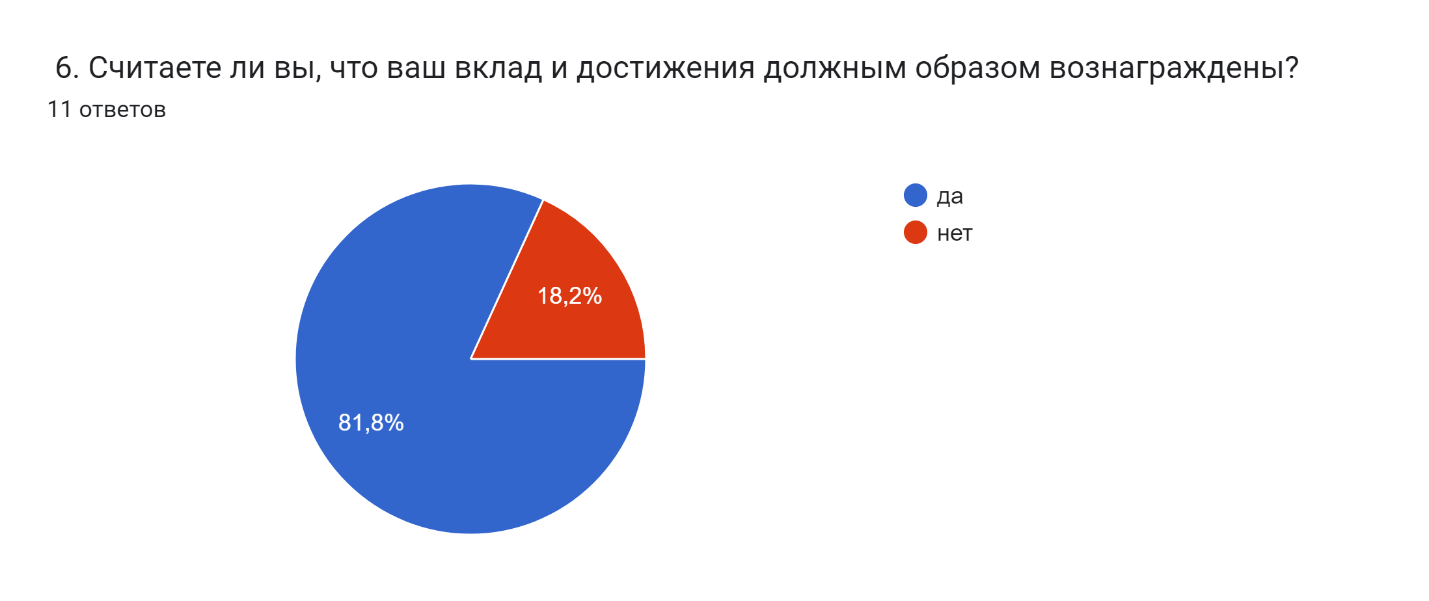 6. Считаете ли вы, что ваш вклад и достижения должным образом вознаграждены?
11 ответов
да
нет
18,2%
81,8%